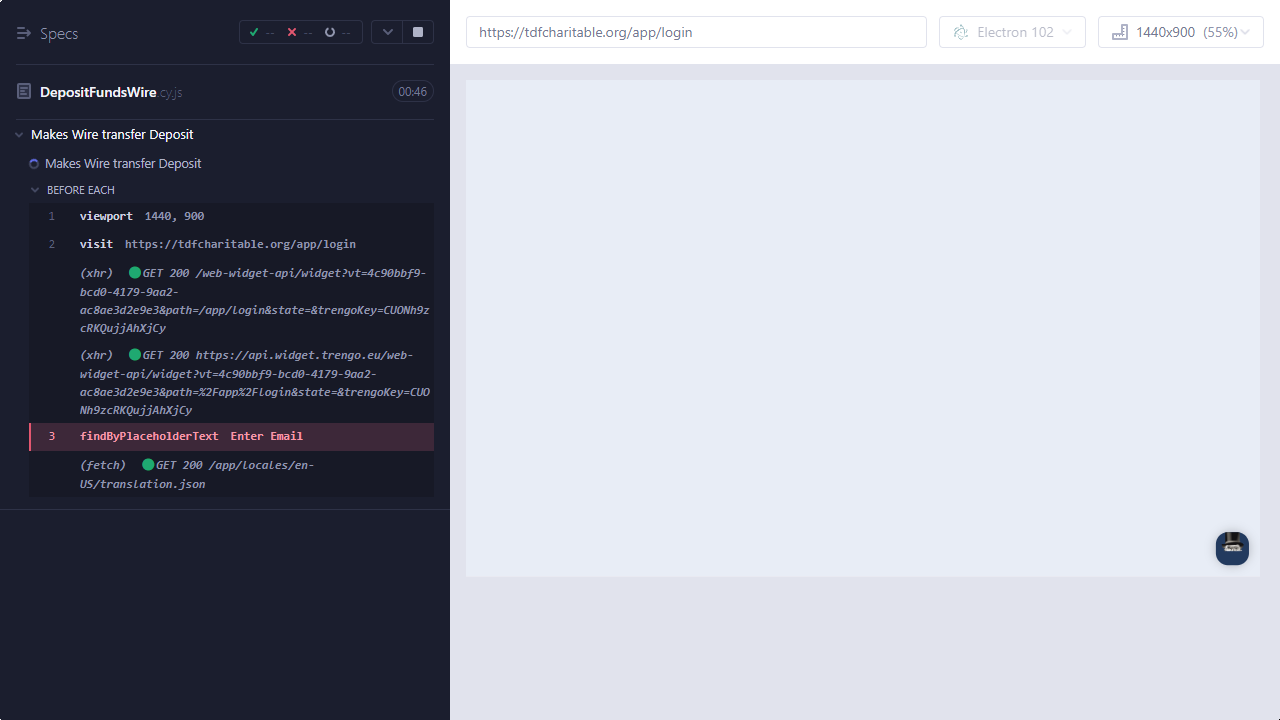 Specs
-- -- --
https://tdfcharitable.org/app/login
Electron 102
1440x900 (55%)
DepositFundsWire.cy.js
00:46
Makes Wire transfer Deposit
Makes Wire transfer Deposit
BEFORE EACH
1 viewport 1440, 900
2 visit https://tdfcharitable.org/app/login
(xhr) GET 200 /web-widget-api/widget?vt=4c90bbf9-
bcd0-4179-9aa2-
ac8ae3d2e9e3&path=/app/login&state=&trengoKey=CUONh9z
cRKQujjAhXjCy
(xhr) GET 200 https://api.widget.trengo.eu/web-
widget-api/widget?vt=4c90bbf9-bcd0-4179-9aa2-
ac8ae3d2e9e3&path=%2Fapp%2Flogin&state=&trengoKey=CUO
Nh9zcRKQujjAhXjCy
3 findByPlaceholderText Enter Email
(fetch) GET 200 /app/locales/en-
US/translation.json